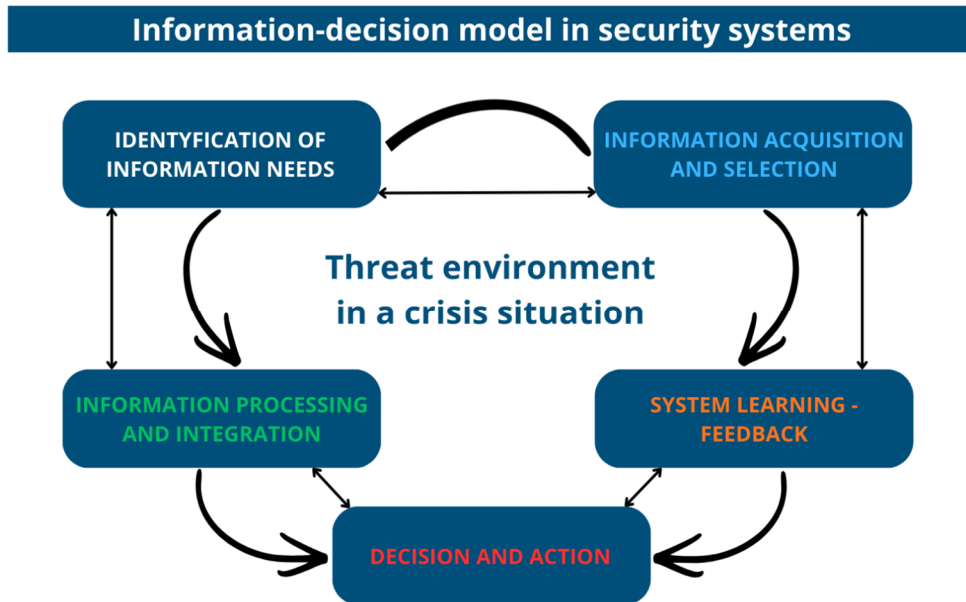 Information-decision model in security systems
IDENTYFICATION OF
INFORMATION NEEDS
INFORMATION ACQUISITION
AND SELECTION
Threat environment
in a crisis situation
INFORMATION PROCESSING
AND INTEGRATION
SYSTEM LEARNING -
FEEDBACK
DECISION AND ACTION